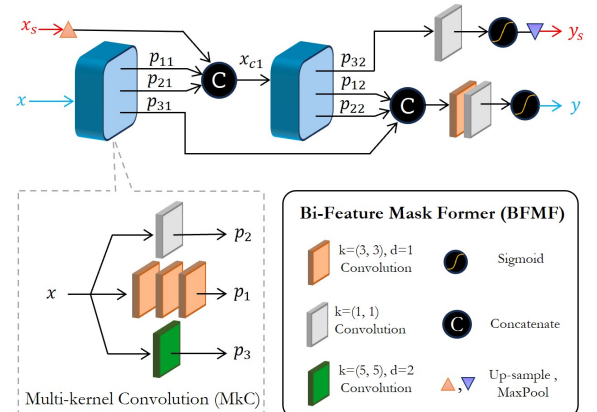 x_s
p_11
x_c1
p_32
y_s
x
p_21
C
p_12
C
y
p_31
p_22
x
p_2
p_1
p_3
Multi-kernel Convolution (MkC)
Bi-Feature Mask Former (BFMF)
k=(3, 3), d=1
Convolution
Sigmoid
k=(1, 1)
Convolution
C
Concatenate
k=(5, 5), d=2
Convolution
, Up-sample ,
MaxPool